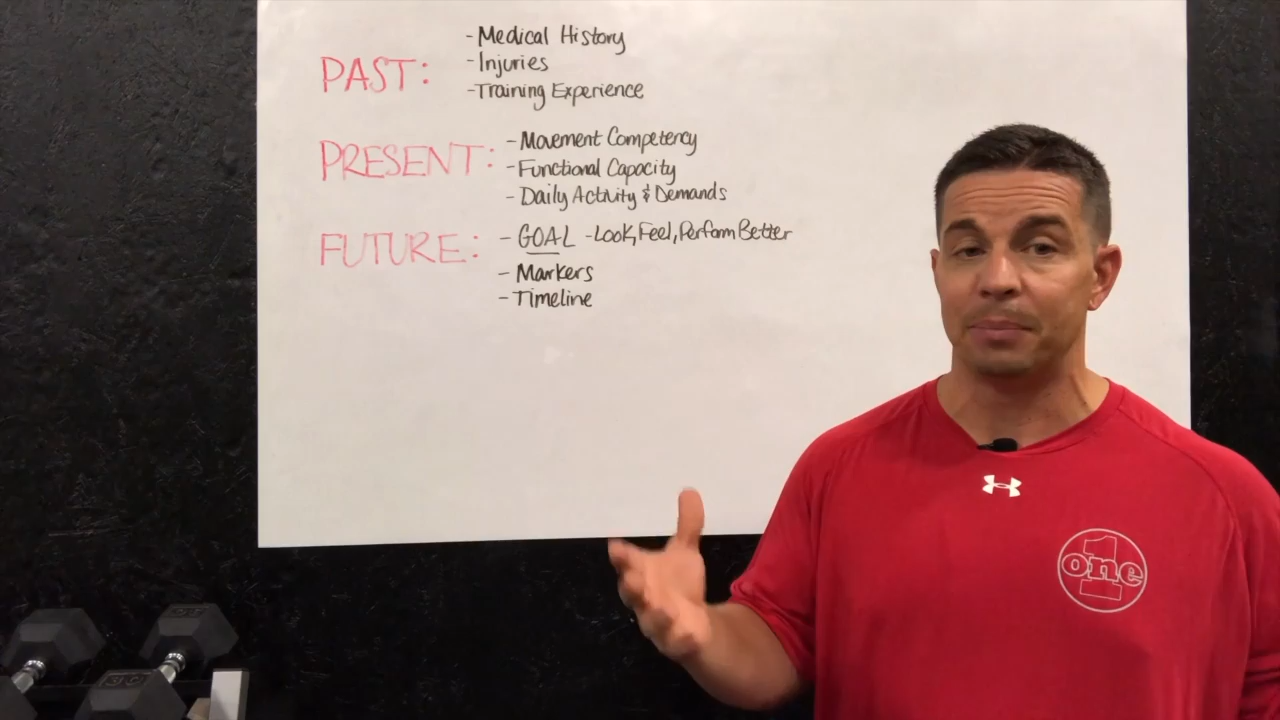 PAST:
- Medical History
- Injuries
- Training Experience
PRESENT:
- Movement Competency
- Functional Capacity
- Daily Activity & Demands
FUTURE:
- GOAL - Look, Feel, Perform Better
- Markers
- Timeline
1
one